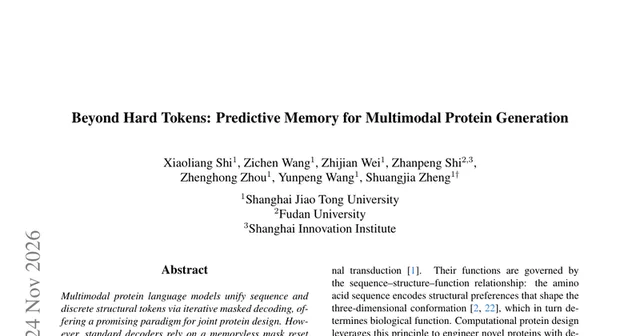 Beyond Hard Tokens: Predictive Memory for Multimodal Protein Generation
Xiaoliang Shi¹, Zichen Wang¹, Zhijian Wei¹, Zhanpeng Shi²,³,
Zhenghong Zhou¹, Yunpeng Wang¹, Shuangjia Zheng¹†
¹Shanghai Jiao Tong University
²Fudan University
³Shanghai Innovation Institute
24 Nov 2026
Abstract
Multimodal protein language models unify sequence and
discrete structural tokens via iterative masked decoding, of-
fering a promising paradigm for joint protein design. How-
ever, standard decoders rely on a memoryless mask reset
nal transduction [1]. Their functions are governed by
the sequence–structure–function relationship: the amino
acid sequence encodes structural preferences that shape the
three-dimensional conformation [2, 22], which in turn de-
termines biological function. Computational protein design
leverages this principle to engineer novel proteins with de-